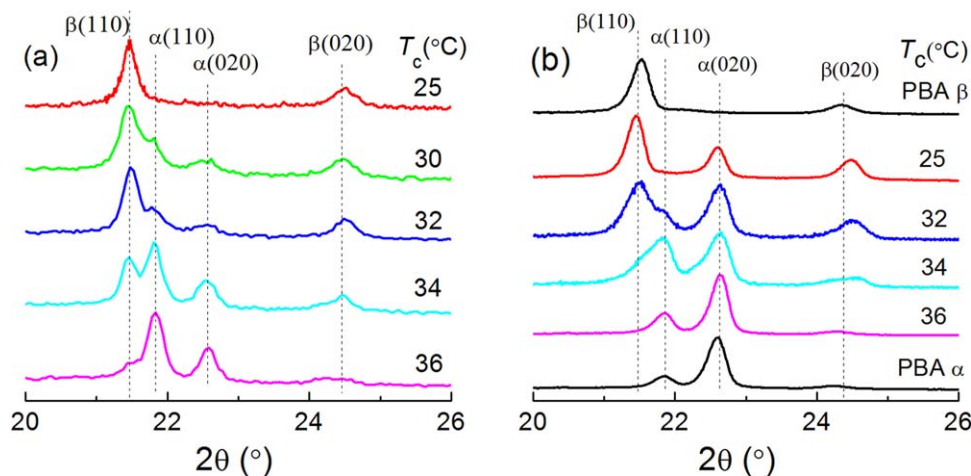 (a)
β(110)
α(110)
α(020)
β(020)
Tc(°C)
25
30
32
34
36
20 22 24 26
2θ (°)
(b)
β(110)
α(110)
α(020)
β(020)
Tc(°C)
PBA β
25
32
34
36
PBA α
20 22 24 26
2θ (°)